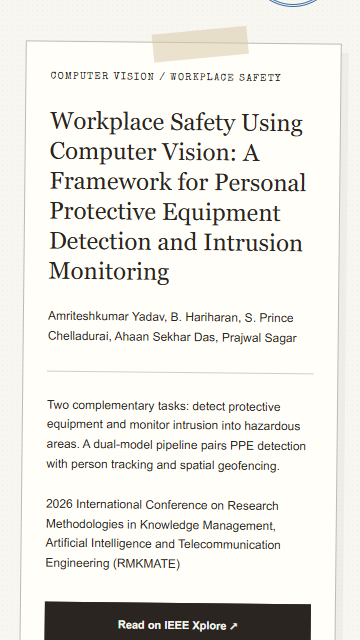 COMPUTER VISION / WORKPLACE SAFETY
Workplace Safety Using
Computer Vision: A
Framework for Personal
Protective Equipment
Detection and Intrusion
Monitoring
Amriteshkumar Yadav, B. Hariharan, S. Prince
Chelladurai, Ahaan Sekhar Das, Prajwal Sagar
Two complementary tasks: detect protective
equipment and monitor intrusion into hazardous
areas. A dual-model pipeline pairs PPE detection
with person tracking and spatial geofencing.
2026 International Conference on Research
Methodologies in Knowledge Management,
Artificial Intelligence and Telecommunication
Engineering (RMKMATE)
Read on IEEE Xplore ↗